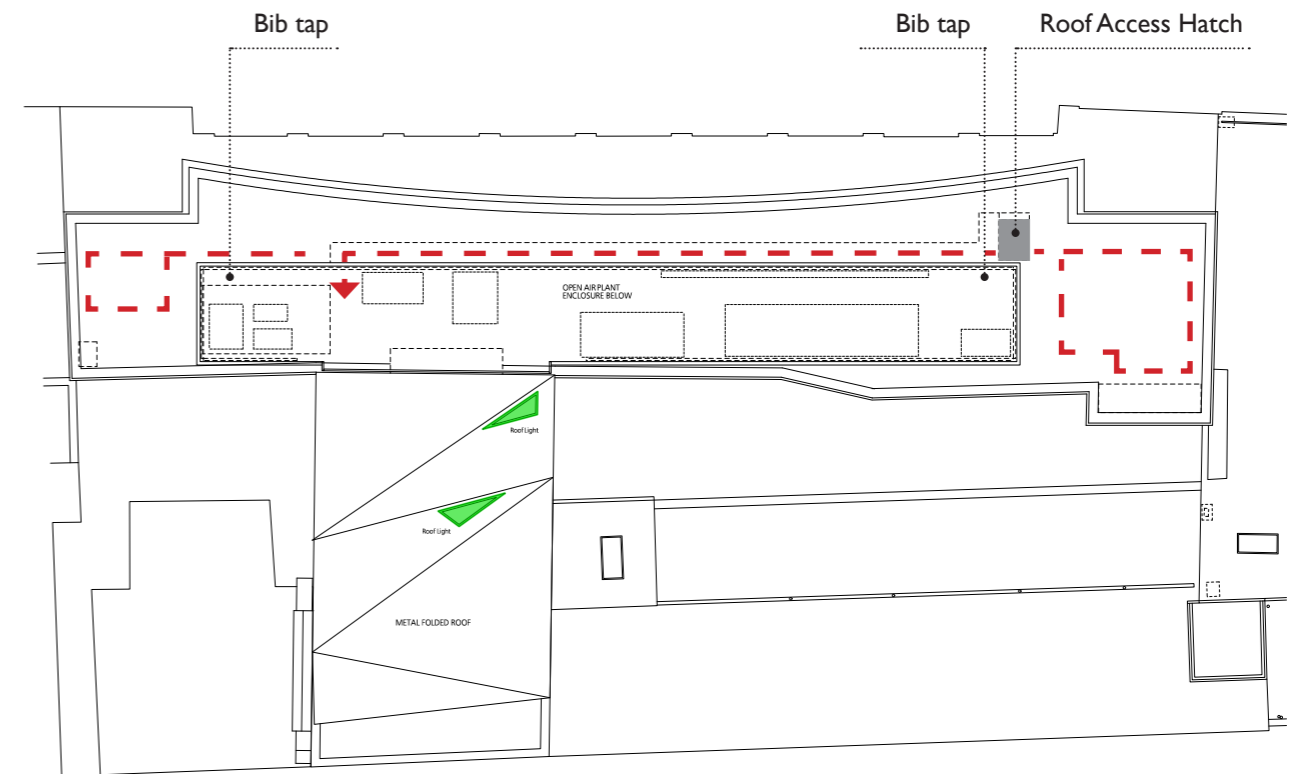 Bib tap
Bib tap
Roof Access Hatch
OPEN AIR PLANT
ENCLOSURE BELOW
Roof Light
Roof Light
METAL FOLDED ROOF